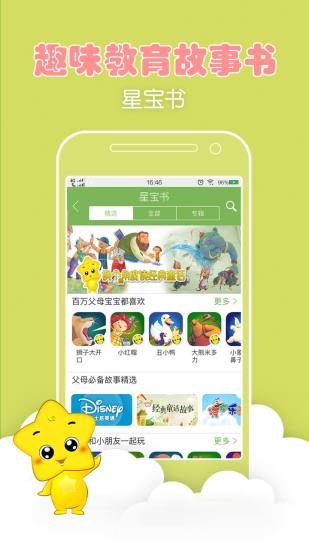 趣味教育故事书
星宝书
16:46
星宝书
精选
全部
专辑
百万父母宝宝都喜欢
更多
狮子大开口
小红帽
丑小鸭
大熊米多力
小象
鼻子
父母必备故事精选
更多
DISNEY
经典童话故事
和小朋友一起玩
更多